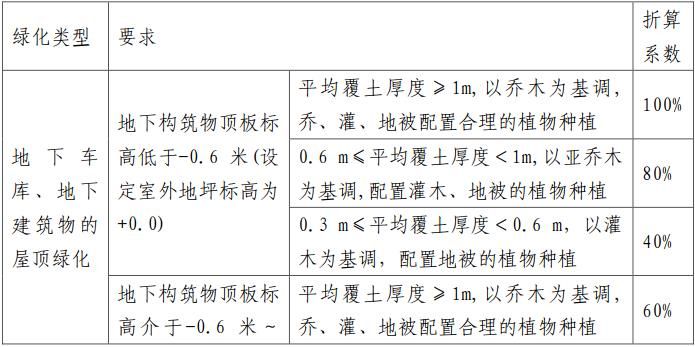 绿化类型 要求 折算
系数
地下车
库、地下
建筑物的
屋顶绿化
地下构筑物顶板标
高低于-0.6 米(设
定室外地坪标高为
+0.0)
平均覆土厚度≥1m,以乔木为基调,
乔、灌、地被配置合理的植物种植
100%
0.6 m≤平均覆土厚度<1m,以亚乔木
为基调,配置灌木、地被的植物种植
80%
0.3 m≤平均覆土厚度<0.6 m, 以灌
木为基调, 配置地被的植物种植
40%
地下构筑物顶板标
高介于-0.6 米~
平均覆土厚度≥1m,以乔木为基调,
乔、灌、地被配置合理的植物种植
60%